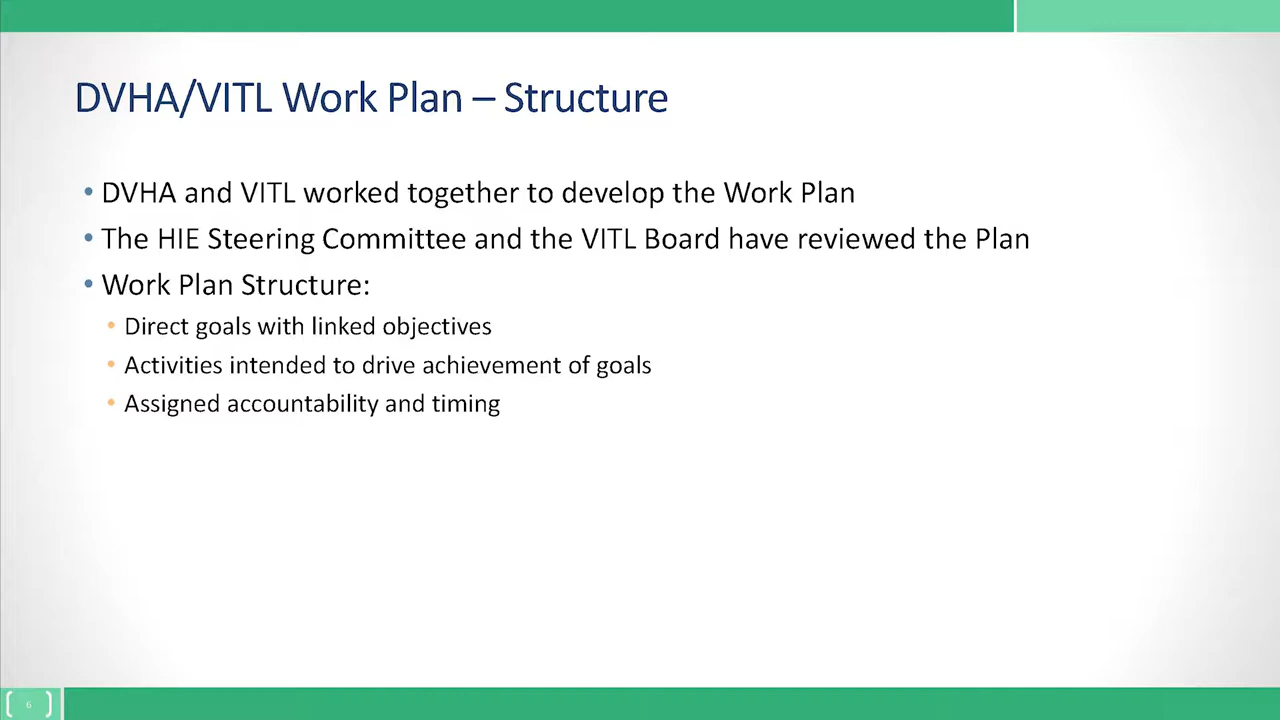 DVHA/VITL Work Plan – Structure
• DVHA and VITL worked together to develop the Work Plan
• The HIE Steering Committee and the VITL Board have reviewed the Plan
• Work Plan Structure:
• Direct goals with linked objectives
• Activities intended to drive achievement of goals
• Assigned accountability and timing
6